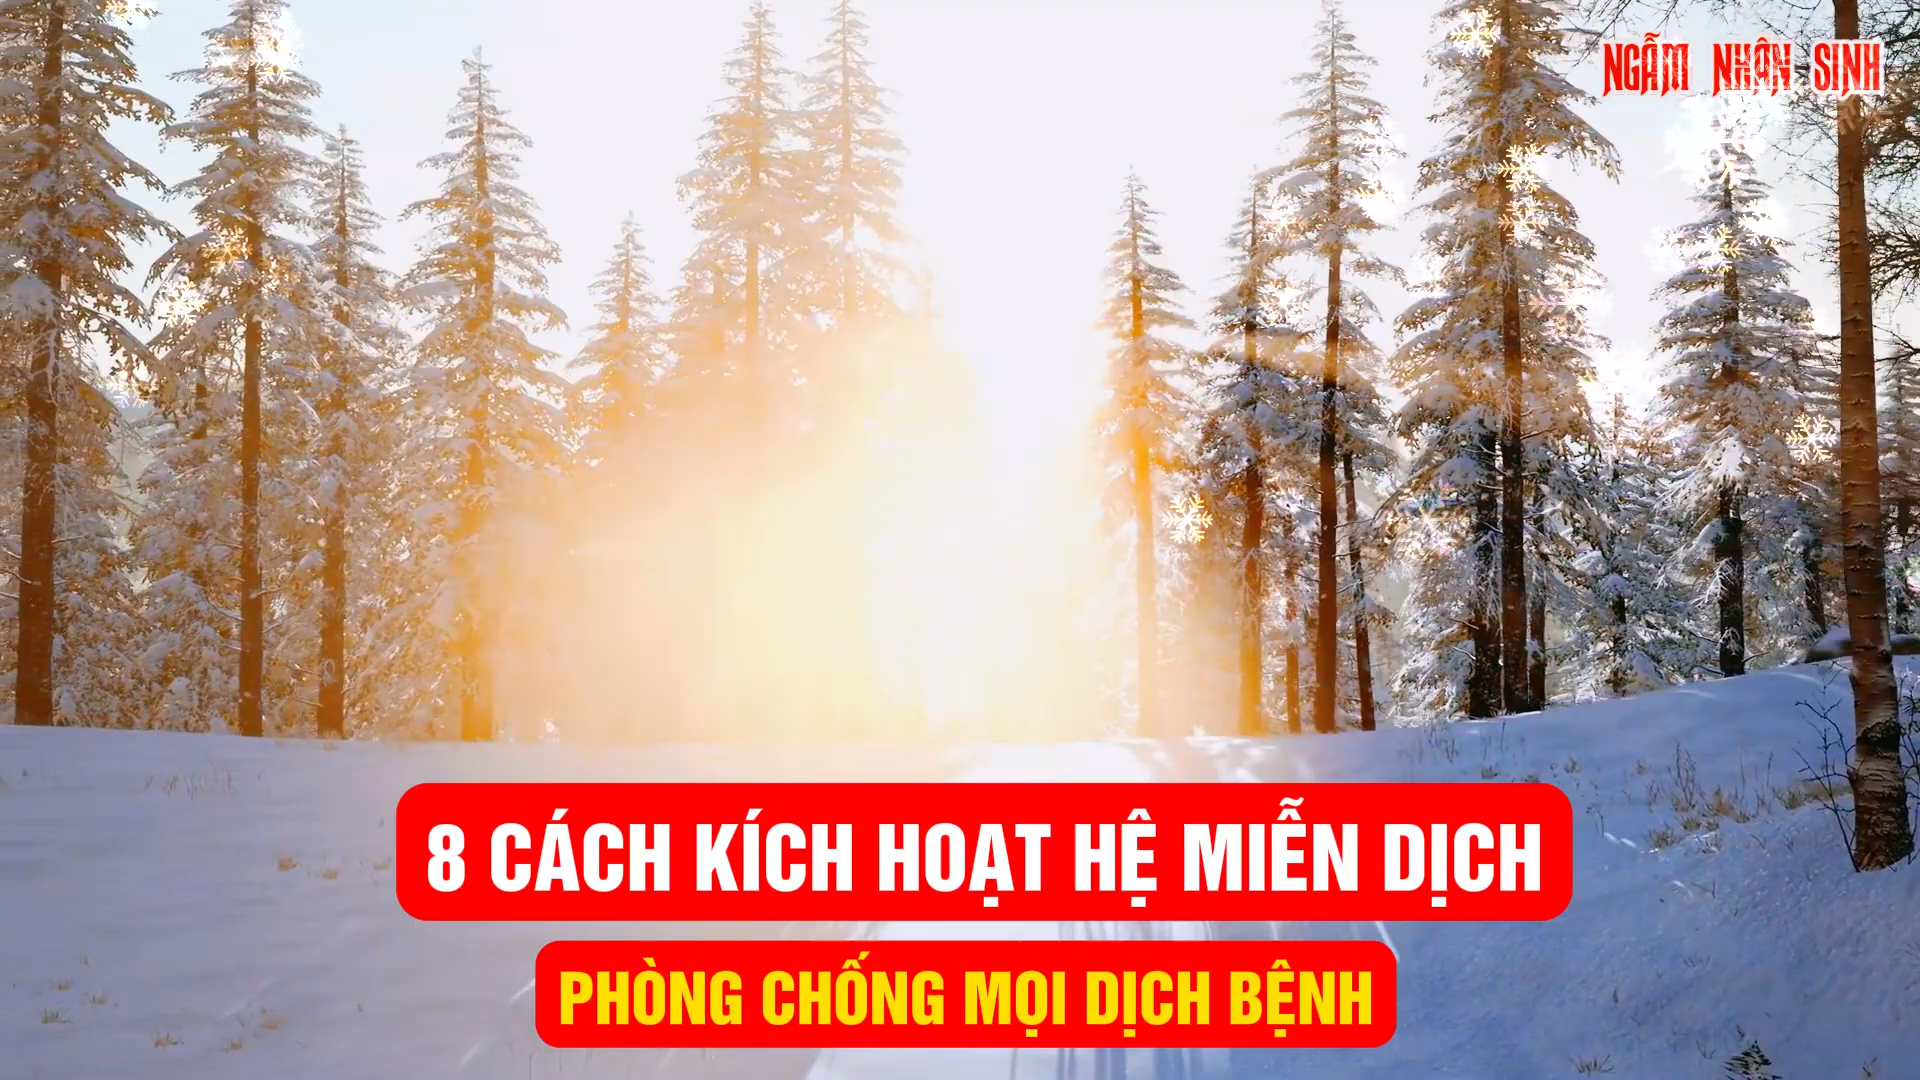 NGẪM NHÂN SINH
8 CÁCH KÍCH HOẠT HỆ MIỄN DỊCH
PHÒNG CHỐNG MỌI DỊCH BỆNH